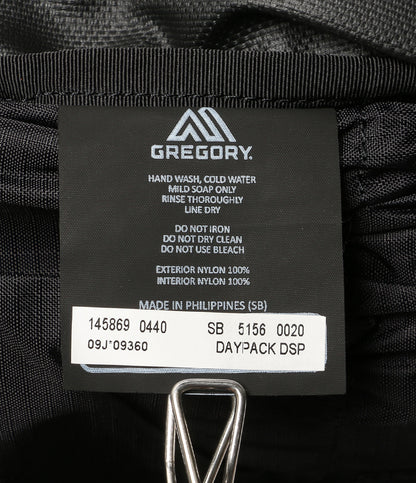 GREGORY.
HAND WASH, COLD WATER
MILD SOAP ONLY
RINSE THOROUGHLY
LINE DRY
DO NOT IRON
DO NOT DRY CLEAN
DO NOT USE BLEACH
EXTERIOR NYLON 100%
INTERIOR NYLON 100%
MADE IN PHILIPPINES (SB)
145869 0440 SB 5156 0020
09J*09360 DAYPACK DSP